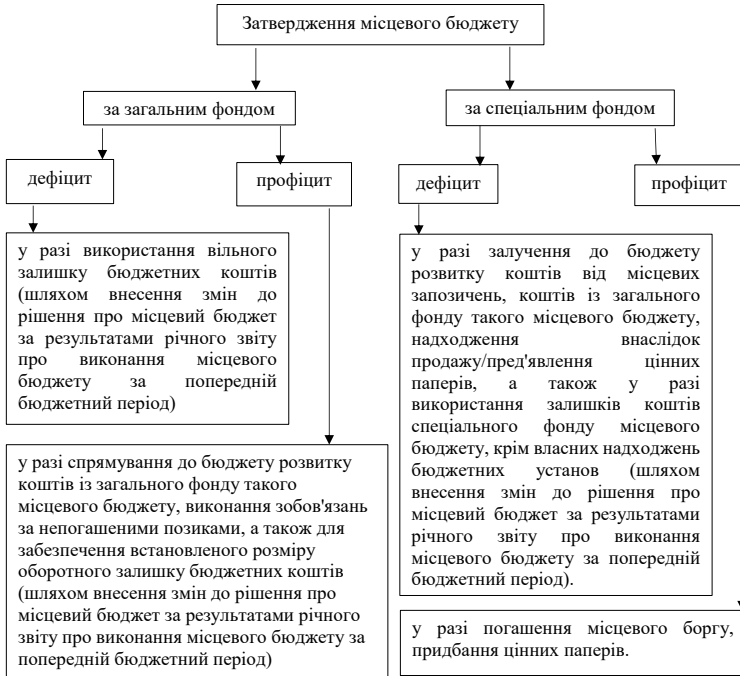 Затвердження місцевого бюджету
за загальним фондом
за спеціальним фондом
дефіцит
профіцит
дефіцит
профіцит
у разі використання вільного
залишку бюджетних коштів
(шляхом внесення змін до
рішення про місцевий бюджет
за результатами річного звіту
про виконання місцевого
бюджету за попередній
бюджетний період)
у разі спрямування до бюджету розвитку
коштів із загального фонду такого
місцевого бюджету, виконання зобов'язань
за непогашеними позиками, а також для
забезпечення встановленого розміру
оборотного залишку бюджетних коштів
(шляхом внесення змін до рішення про
місцевий бюджет за результатами річного
звіту про виконання місцевого бюджету за
попередній бюджетний період)
у разі залучення до бюджету
розвитку коштів від місцевих
запозичень, коштів із загального
фонду такого місцевого бюджету,
надходження внаслідок
продажу/пред'явлення цінних
паперів, а також у разі
використання залишків коштів
спеціального фонду місцевого
бюджету, крім власних надходжень
бюджетних установ (шляхом
внесення змін до рішення про
місцевий бюджет за результатами
річного звіту про виконання
місцевого бюджету за попередній
бюджетний період).
у разі погашення місцевого боргу,
придбання цінних паперів.